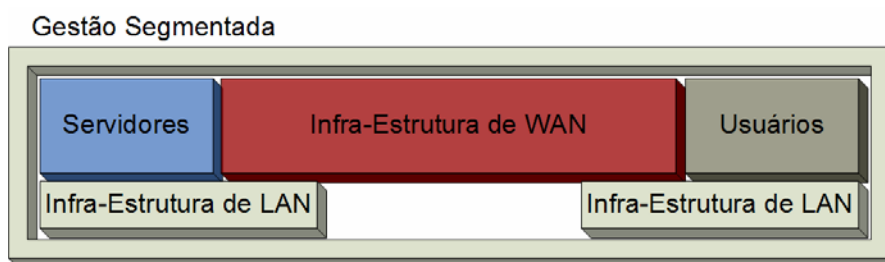 Gestão Segmentada
Servidores
Infra-Estrutura de WAN
Usuários
Infra-Estrutura de LAN
Infra-Estrutura de LAN